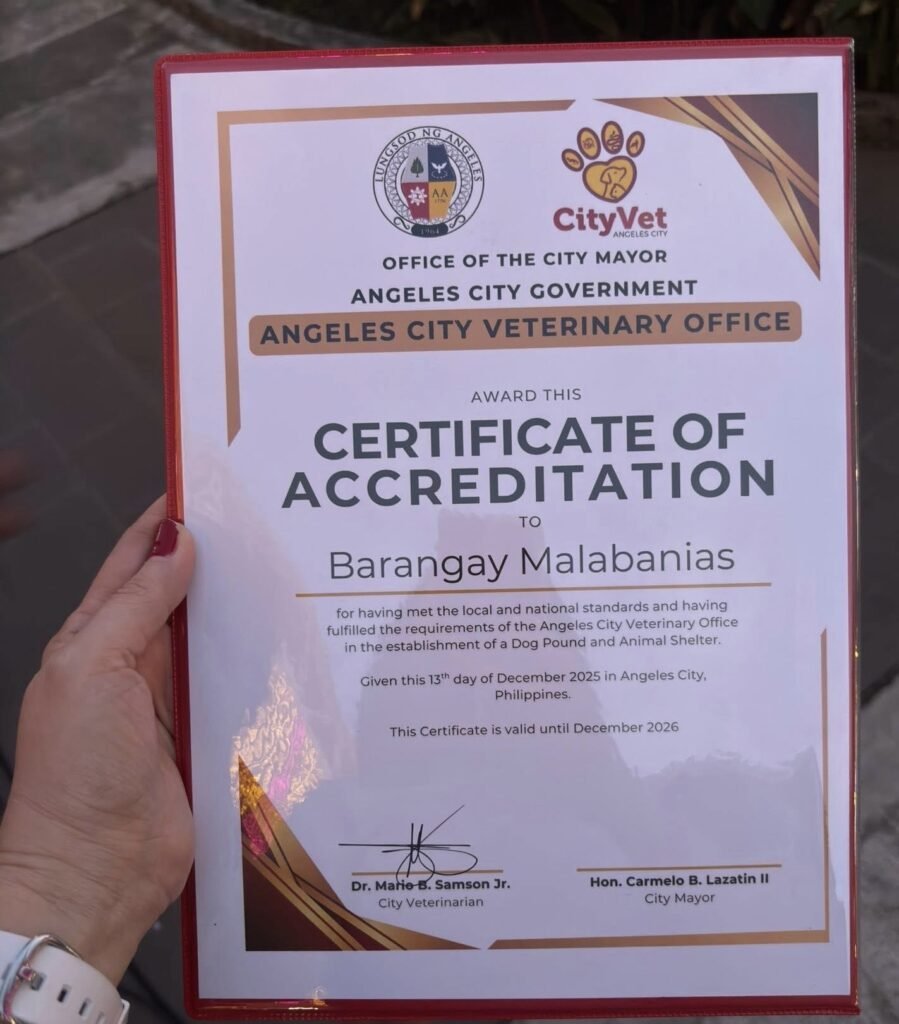 LUNGSOD NG ANGELES
AA
1964
CityVet
ANGELES CITY
OFFICE OF THE CITY MAYOR
ANGELES CITY GOVERNMENT
ANGELES CITY VETERINARY OFFICE
AWARD THIS
CERTIFICATE OF
ACCREDITATION
TO
Barangay Malabanias
for having met the local and national standards and having
fulfilled the requirements of the Angeles City Veterinary Office
in the establishment of a Dog Pound and Animal Shelter.
Given this 13th day of December 2025 in Angeles City,
Philippines.
This Certificate is valid until December 2026
Dr. Mario B. Samson Jr.
City Veterinarian
Hon. Carmelo B. Lazatin II
City Mayor